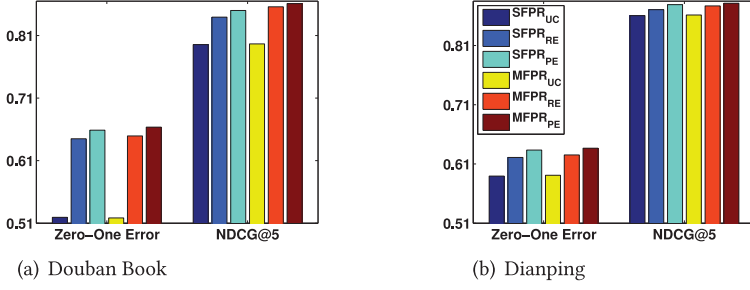 0.81
0.71
0.61
0.51
Zero–One Error NDCG@5
(a) Douban Book
0.81
0.71
0.61
0.51
SFPR_UC
SFPR_RE
SFPR_PE
MFPR_UC
MFPR_RE
MFPR_PE
Zero–One Error NDCG@5
(b) Dianping